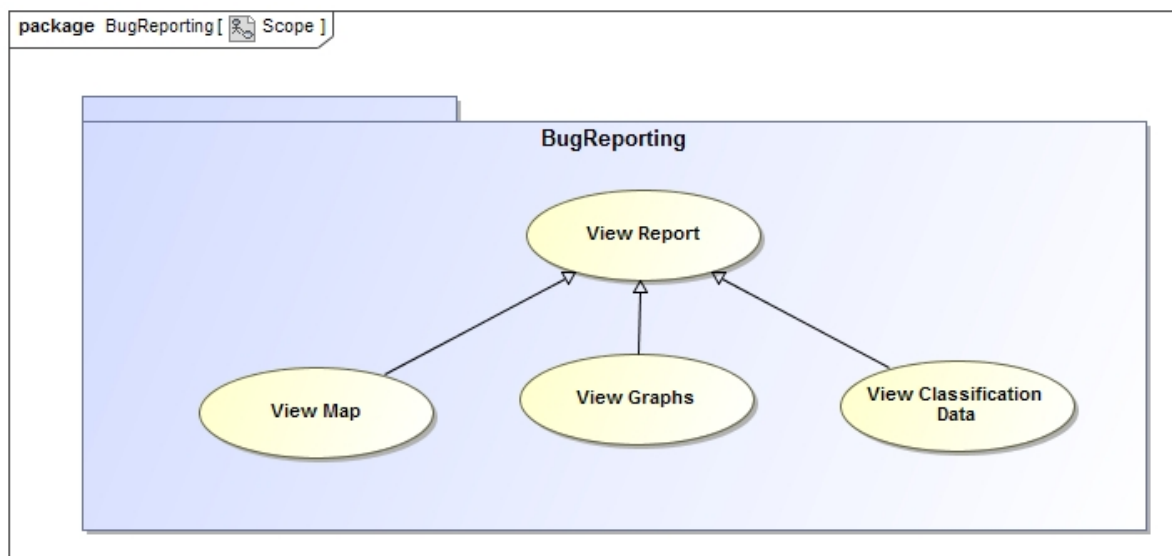 package BugReporting [ Scope ]
BugReporting
View Report
View Map
View Graphs
View Classification
Data